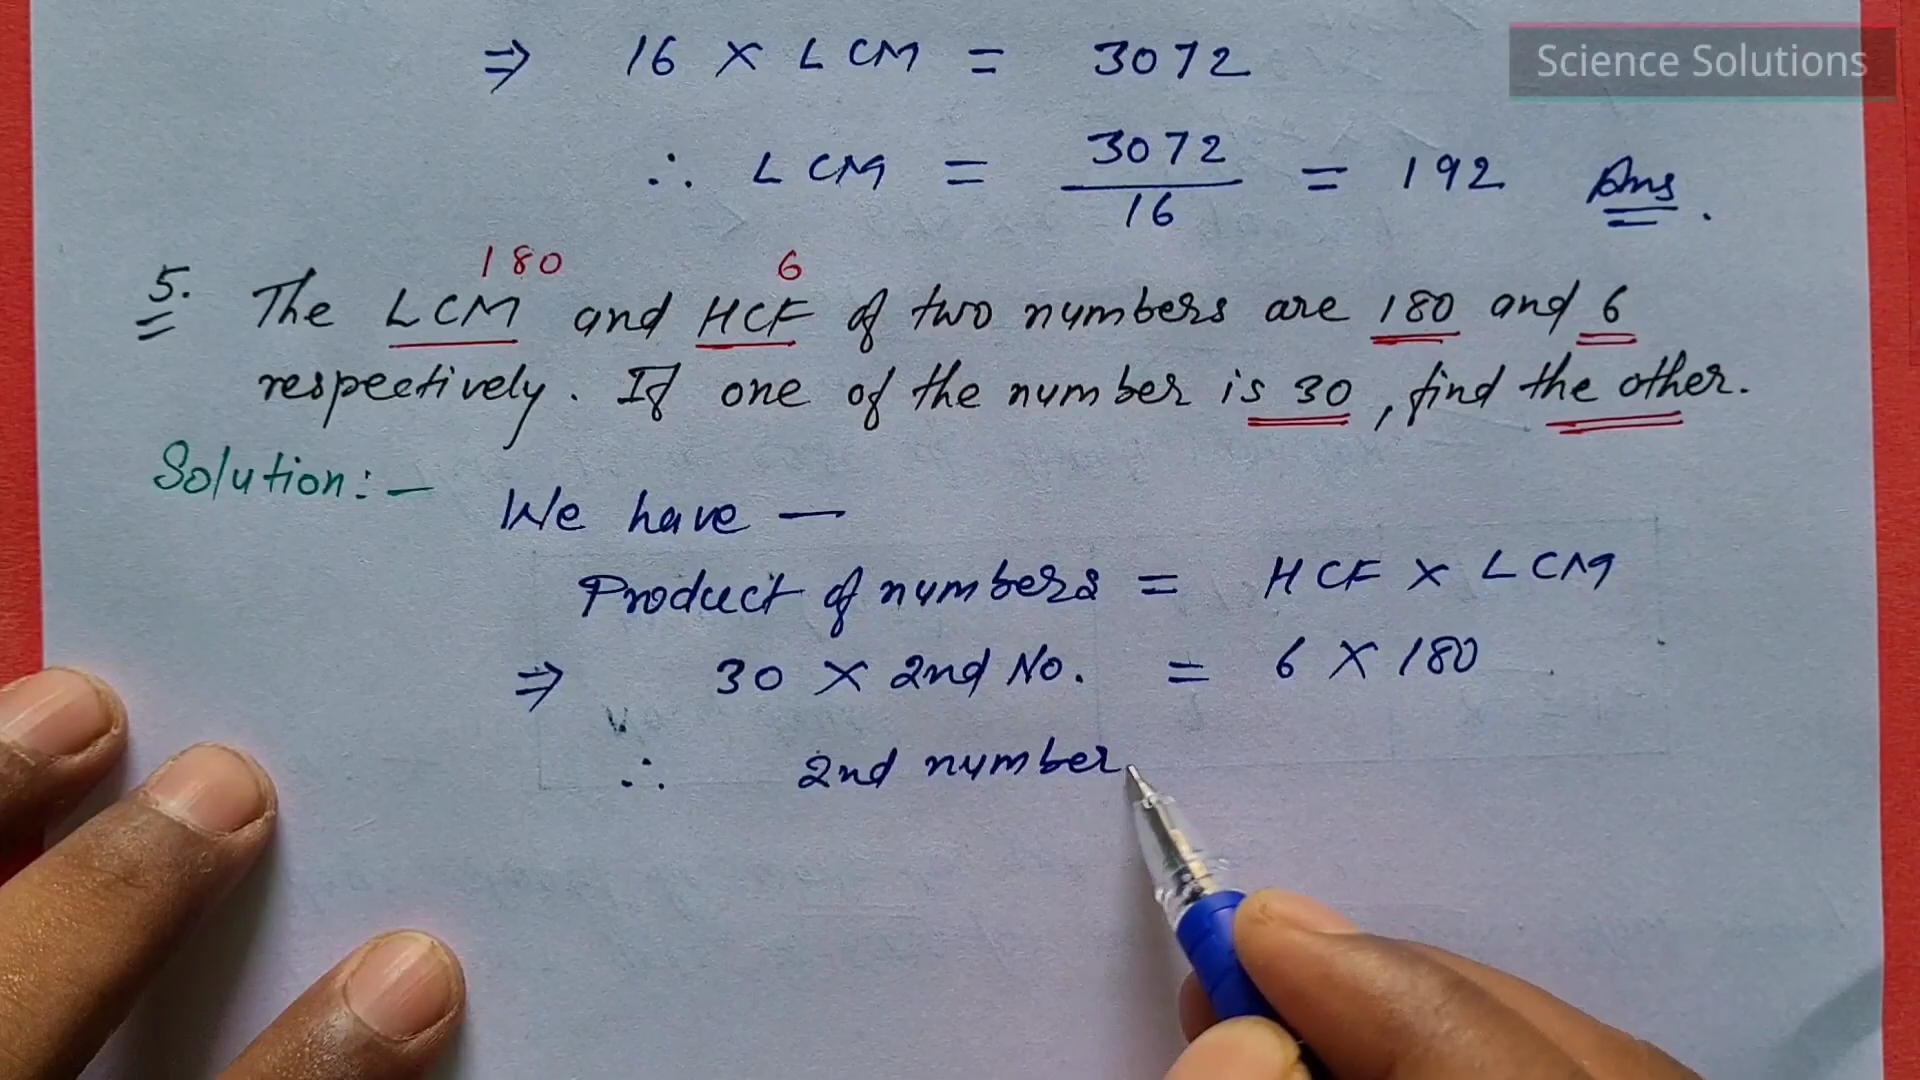 ⇒ 16 × LCM = 3072
Science Solutions
∴ LCM = 3072/16 = 192 Ans.
180 6
5. The LCM and HCF of two numbers are 180 and 6
respectively. If one of the number is 30, find the other.
Solution:—
We have —
Product of numbers = HCF × LCM
⇒ 30 × 2nd No. = 6 × 180
∴ 2nd number